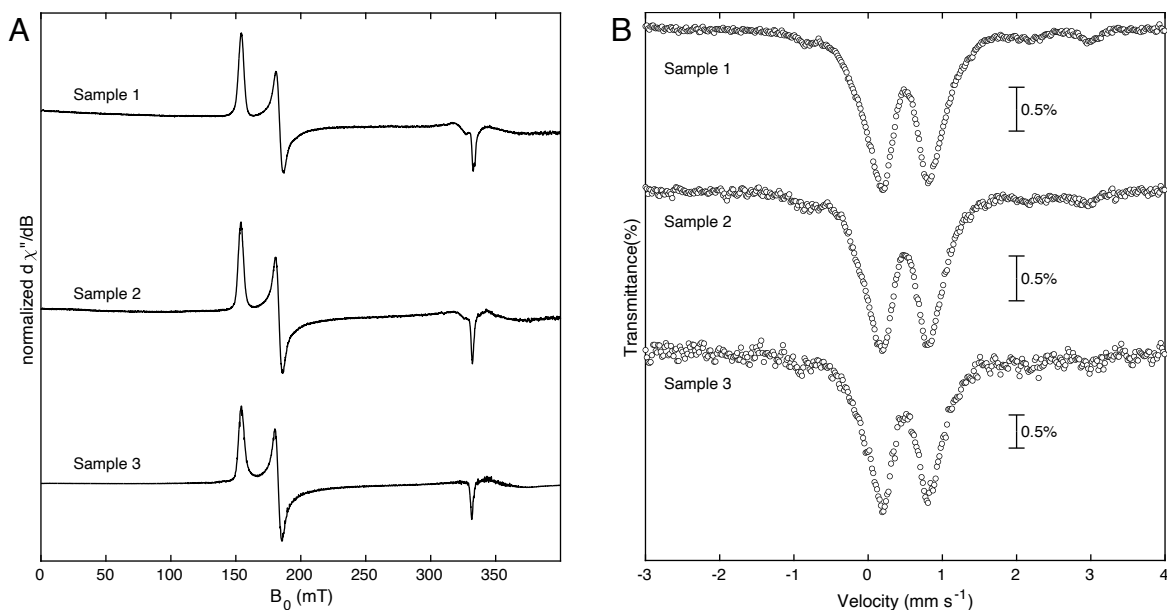 A
Sample 1
Sample 2
Sample 3
normalized d χ"/dB
0 50 100 150 200 250 300 350
B0 (mT)
B
Sample 1
0.5%
Sample 2
0.5%
Sample 3
0.5%
Transmittance(%)
-3 -2 -1 0 1 2 3 4
Velocity (mm s-1)